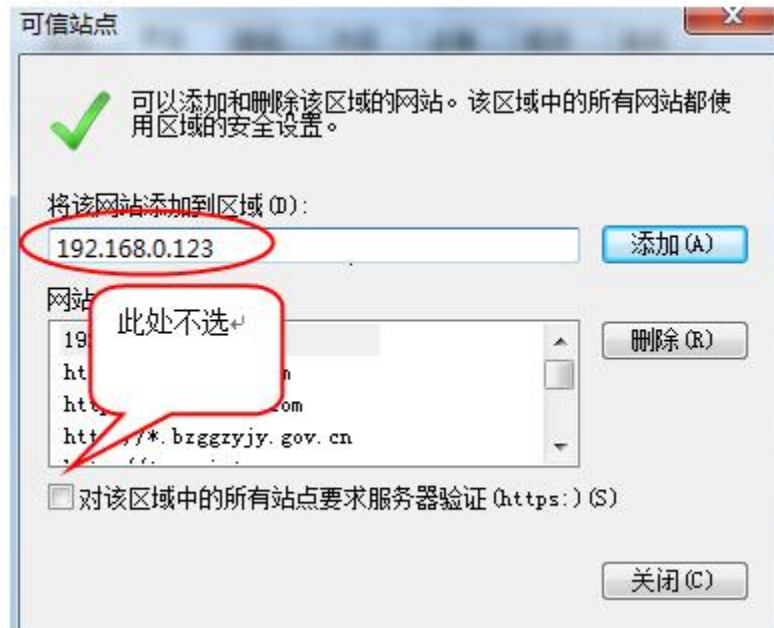 可信站点
可以添加和删除该区域的网站。该区域中的所有网站都使
用区域的安全设置。
将该网站添加到区域(D):
192.168.0.123
添加(A)
网站
此处不选
19
删除(R)
ht
om
*.bzggzyjy.gov.cn
对该区域中的所有站点要求服务器验证(https:)(S)
关闭(C)